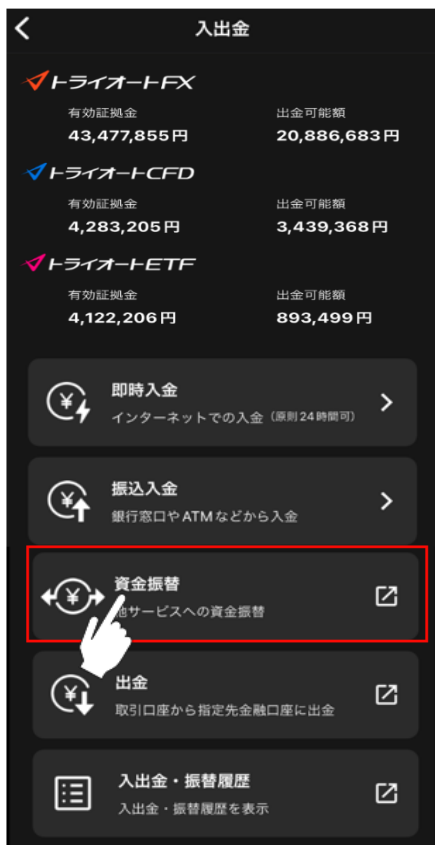 入出金
トライオートFX
有効証拠金 出金可能額
43,477,855円 20,886,683円
トライオートCFD
有効証拠金 出金可能額
4,283,205円 3,439,368円
トライオートETF
有効証拠金 出金可能額
4,122,206円 893,499円
即時入金
インターネットでの入金（原則24時間可）
振込入金
銀行窓口やATMなどから入金
資金振替
他サービスへの資金振替
出金
取引口座から指定先金融口座に出金
入出金・振替履歴
入出金・振替履歴を表示